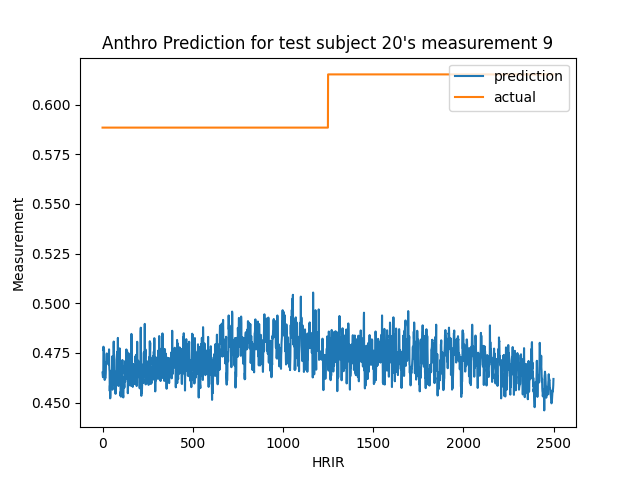 Anthro Prediction for test subject 20's measurement 9
prediction
actual
0.600
0.575
0.550
0.525
0.500
0.475
0.450
Measurement
0
500
1000
1500
2000
2500
HRIR